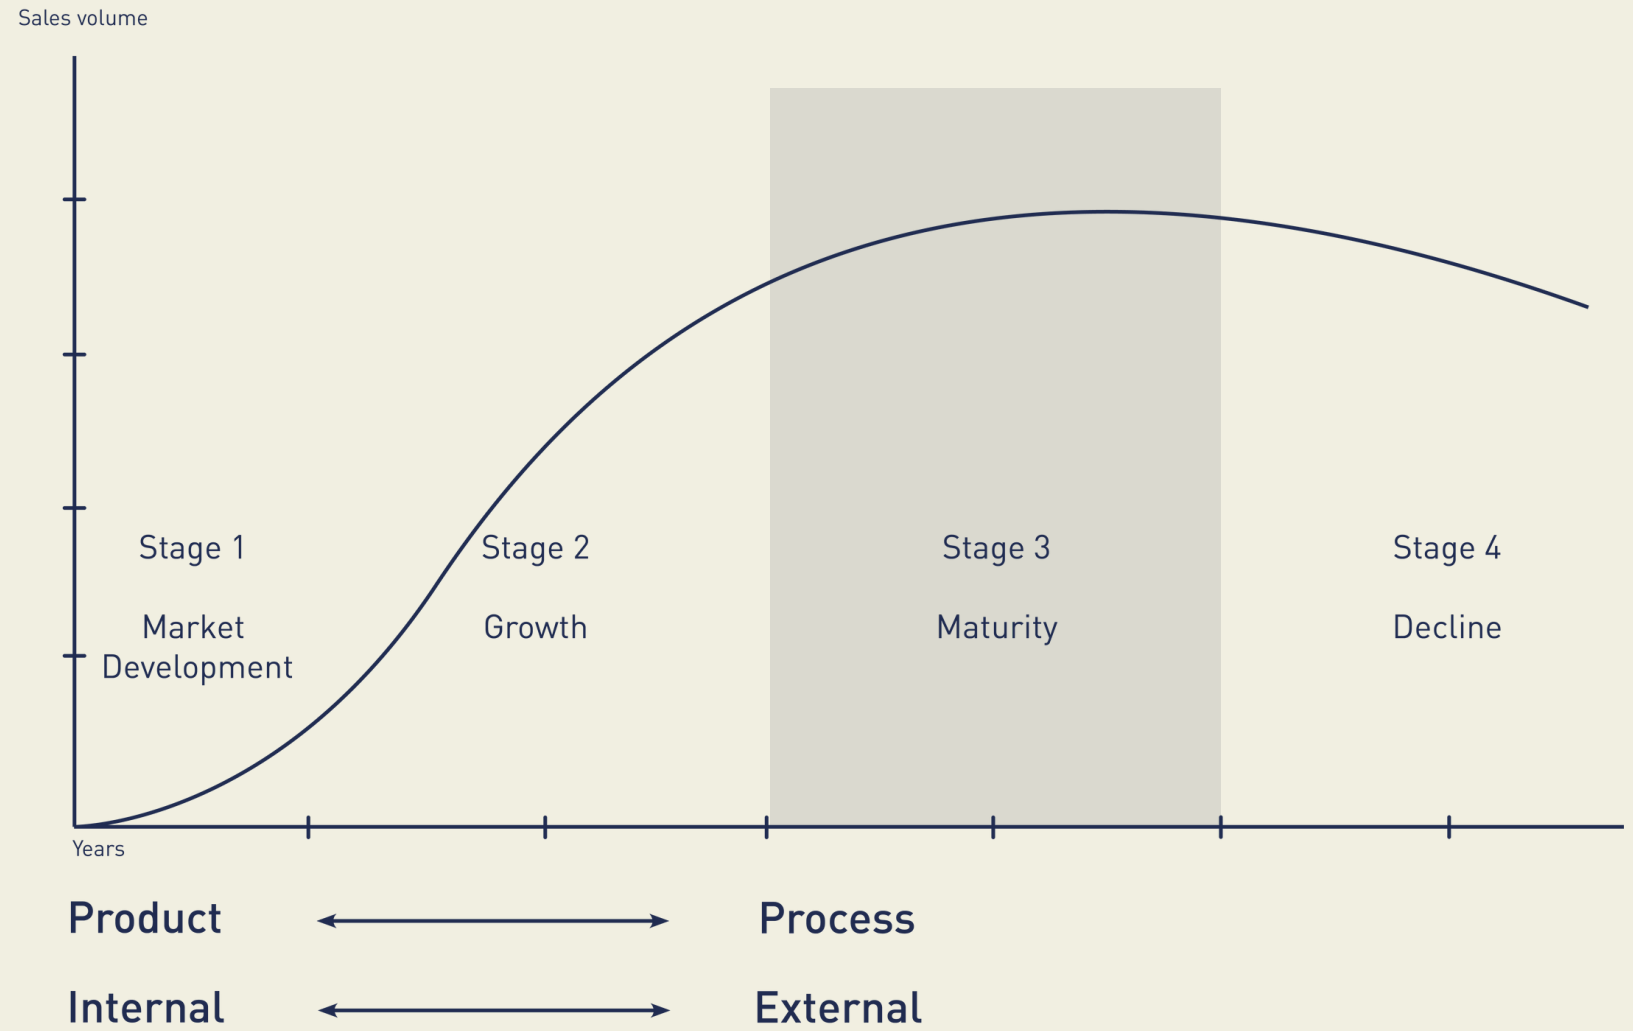 Sales volume
Stage 1
Stage 2
Stage 3
Stage 4
Market
Development
Growth
Maturity
Decline
Years
Product
Process
Internal
External